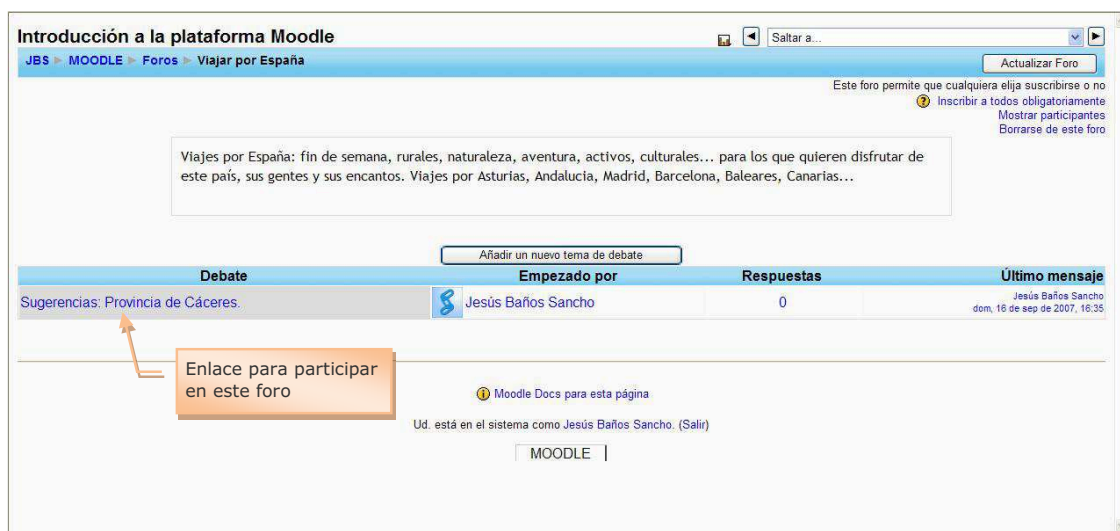 Introducción a la plataforma Moodle
Saltar a...
JBS ► MOODLE ► Foros ► Viajar por España
Actualizar Foro
Este foro permite que cualquiera elija suscribirse o no
Inscribir a todos obligatoriamente
Mostrar participantes
Borrarse de este foro
Viajes por España: fin de semana, rurales, naturaleza, aventura, activos, culturales... para los que quieren disfrutar de
este país, sus gentes y sus encantos. Viajes por Asturias, Andalucia, Madrid, Barcelona, Baleares, Canarias...
Añadir un nuevo tema de debate
Debate Empezado por Respuestas Último mensaje
Sugerencias: Provincia de Cáceres. Jesús Baños Sancho 0 Jesús Baños Sancho
dom, 16 de sep de 2007, 16:35
Enlace para participar
en este foro
Moodle Docs para esta página
Ud. está en el sistema como Jesús Baños Sancho. (Salir)
MOODLE